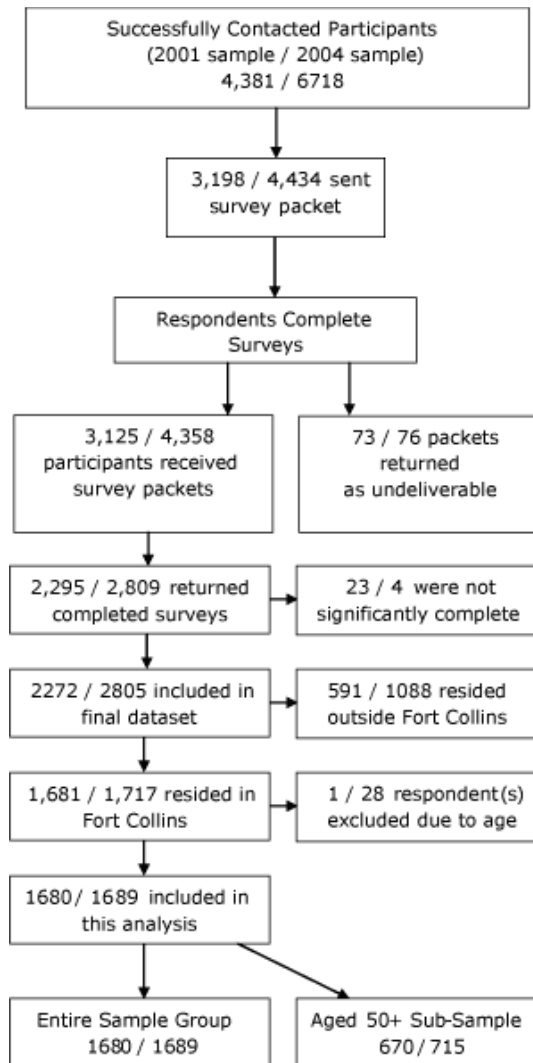 Successfully Contacted Participants
(2001 sample / 2004 sample)
4,381 / 6718
3,198 / 4,434 sent
survey packet
Respondents Complete
Surveys
3,125 / 4,358
participants received
survey packets
73 / 76 packets
returned
as undeliverable
2,295 / 2,809 returned
completed surveys
23 / 4 were not
significantly complete
2272 / 2805 included in
final dataset
591 / 1088 resided
outside Fort Collins
1,681 / 1,717 resided in
Fort Collins
1 / 28 respondent(s)
excluded due to age
1680 / 1689 included in
this analysis
Entire Sample Group
1680 / 1689
Aged 50+ Sub-Sample
670 / 715